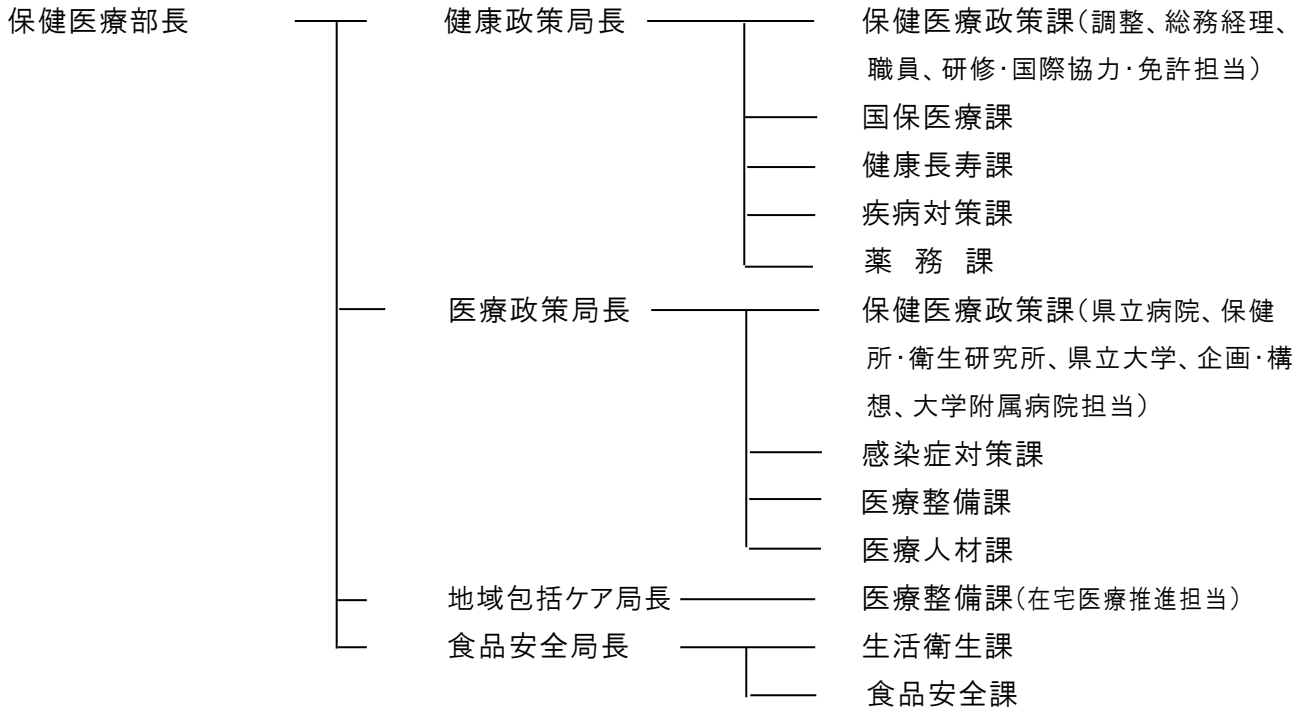 保健医療部長 健康政策局長 保健医療政策課(調整、総務経理、
職員、研修・国際協力・免許担当)
国保医療課
健康長寿課
疾病対策課
薬 務 課
医療政策局長 保健医療政策課(県立病院、保健
所・衛生研究所、県立大学、企画・構
想、大学附属病院担当)
感染症対策課
医療整備課
医療人材課
地域包括ケア局長 医療整備課(在宅医療推進担当)
食品安全局長 生活衛生課
食品安全課